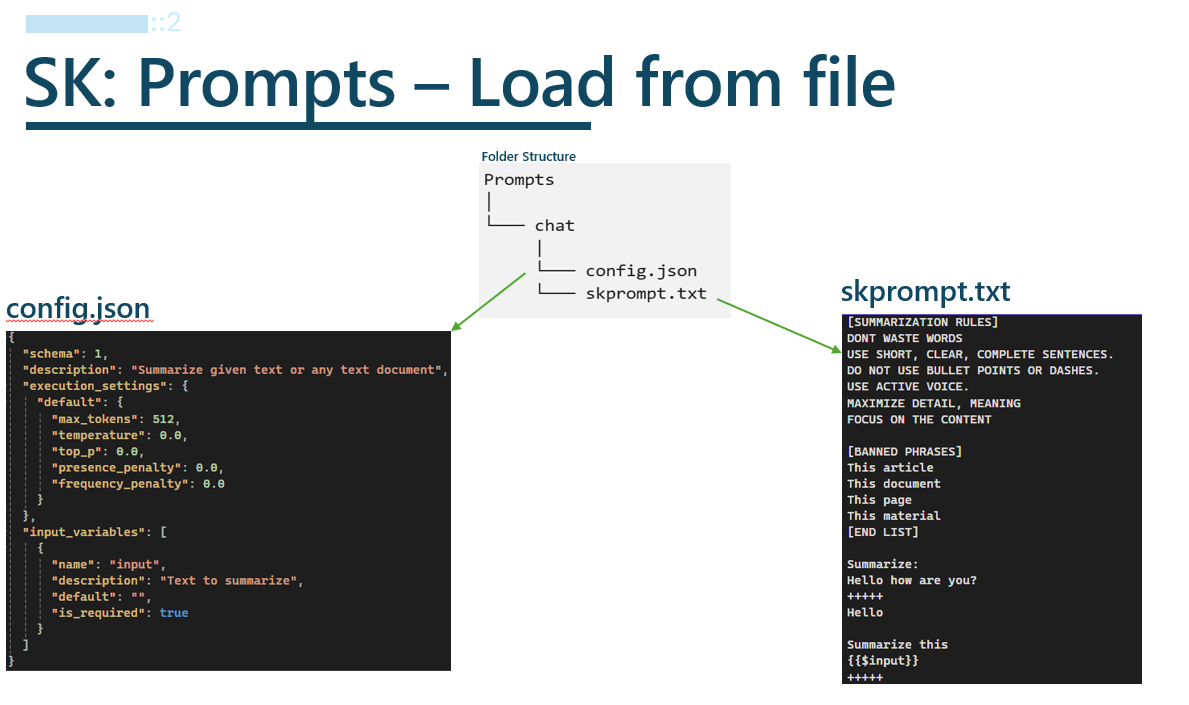 ::2
SK: Prompts – Load from file
Folder Structure
Prompts
chat
config.json
skprompt.txt
config.json
{
"schema": 1,
"description": "Summarize given text or any text document",
"execution_settings": {
"default": {
"max_tokens": 512,
"temperature": 0.0,
"top_p": 0.0,
"presence_penalty": 0.0,
"frequency_penalty": 0.0
}
},
"input_variables": [
{
"name": "input",
"description": "Text to summarize",
"default": "",
"is_required": true
}
]
}
skprompt.txt
[SUMMARIZATION RULES]
DONT WASTE WORDS
USE SHORT, CLEAR, COMPLETE SENTENCES.
DO NOT USE BULLET POINTS OR DASHES.
USE ACTIVE VOICE.
MAXIMIZE DETAIL, MEANING
FOCUS ON THE CONTENT
[BANNED PHRASES]
This article
This document
This page
This material
[END LIST]
Summarize:
Hello how are you?
+++++
Hello
Summarize this
{{$input}}
+++++